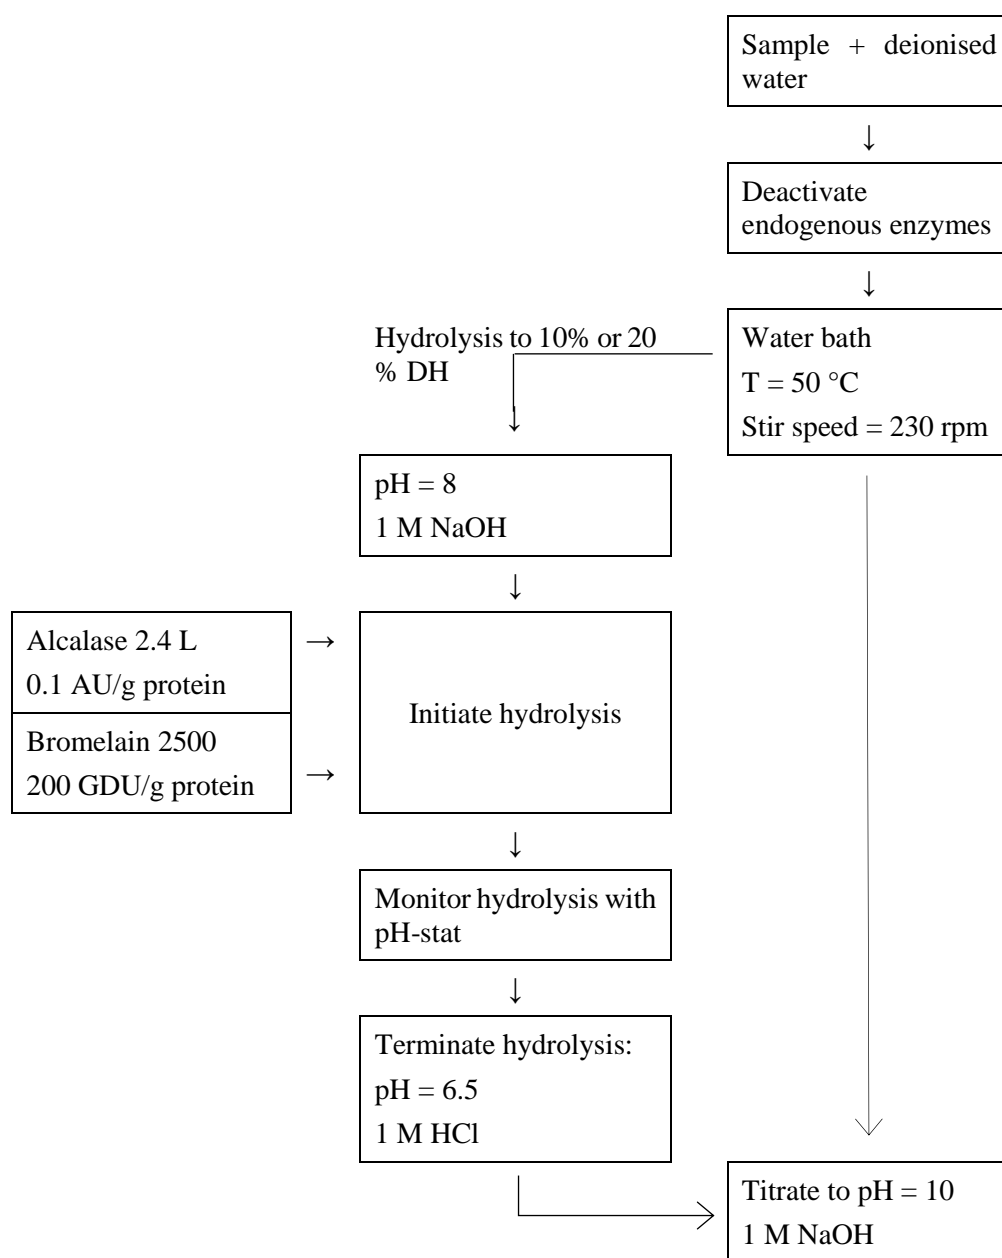 Sample + deionised
water
↓
Deactivate
endogenous enzymes
↓
Water bath
T = 50 °C
Stir speed = 230 rpm
Hydrolysis to 10% or 20
% DH
↓
pH = 8
1 M NaOH
↓
Alcalase 2.4 L
0.1 AU/g protein
→
Bromelain 2500
200 GDU/g protein
→
Initiate hydrolysis
↓
Monitor hydrolysis with
pH-stat
↓
Terminate hydrolysis:
pH = 6.5
1 M HCl
Titrate to pH = 10
1 M NaOH